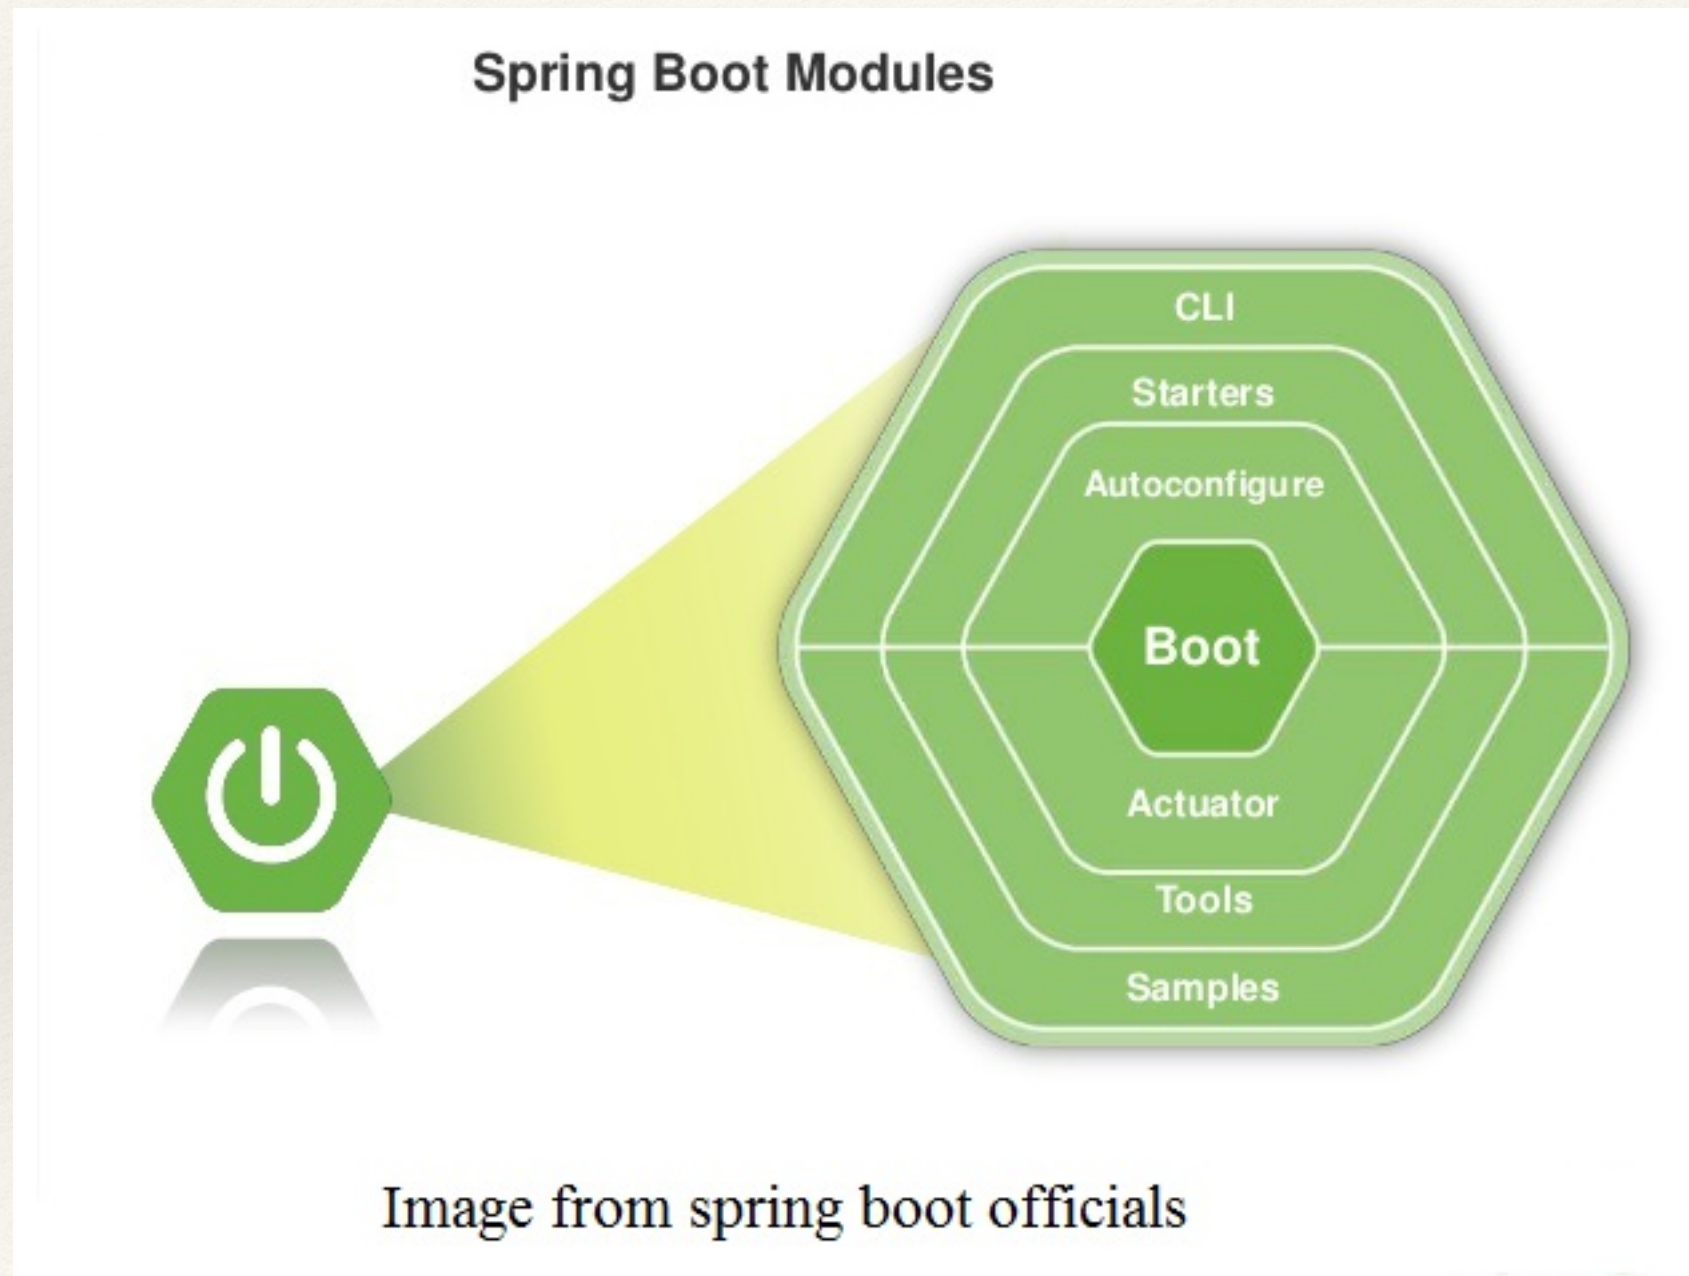 Spring Boot Modules
CLI
Starters
Autoconfigure
Boot
Actuator
Tools
Samples
Image from spring boot officials